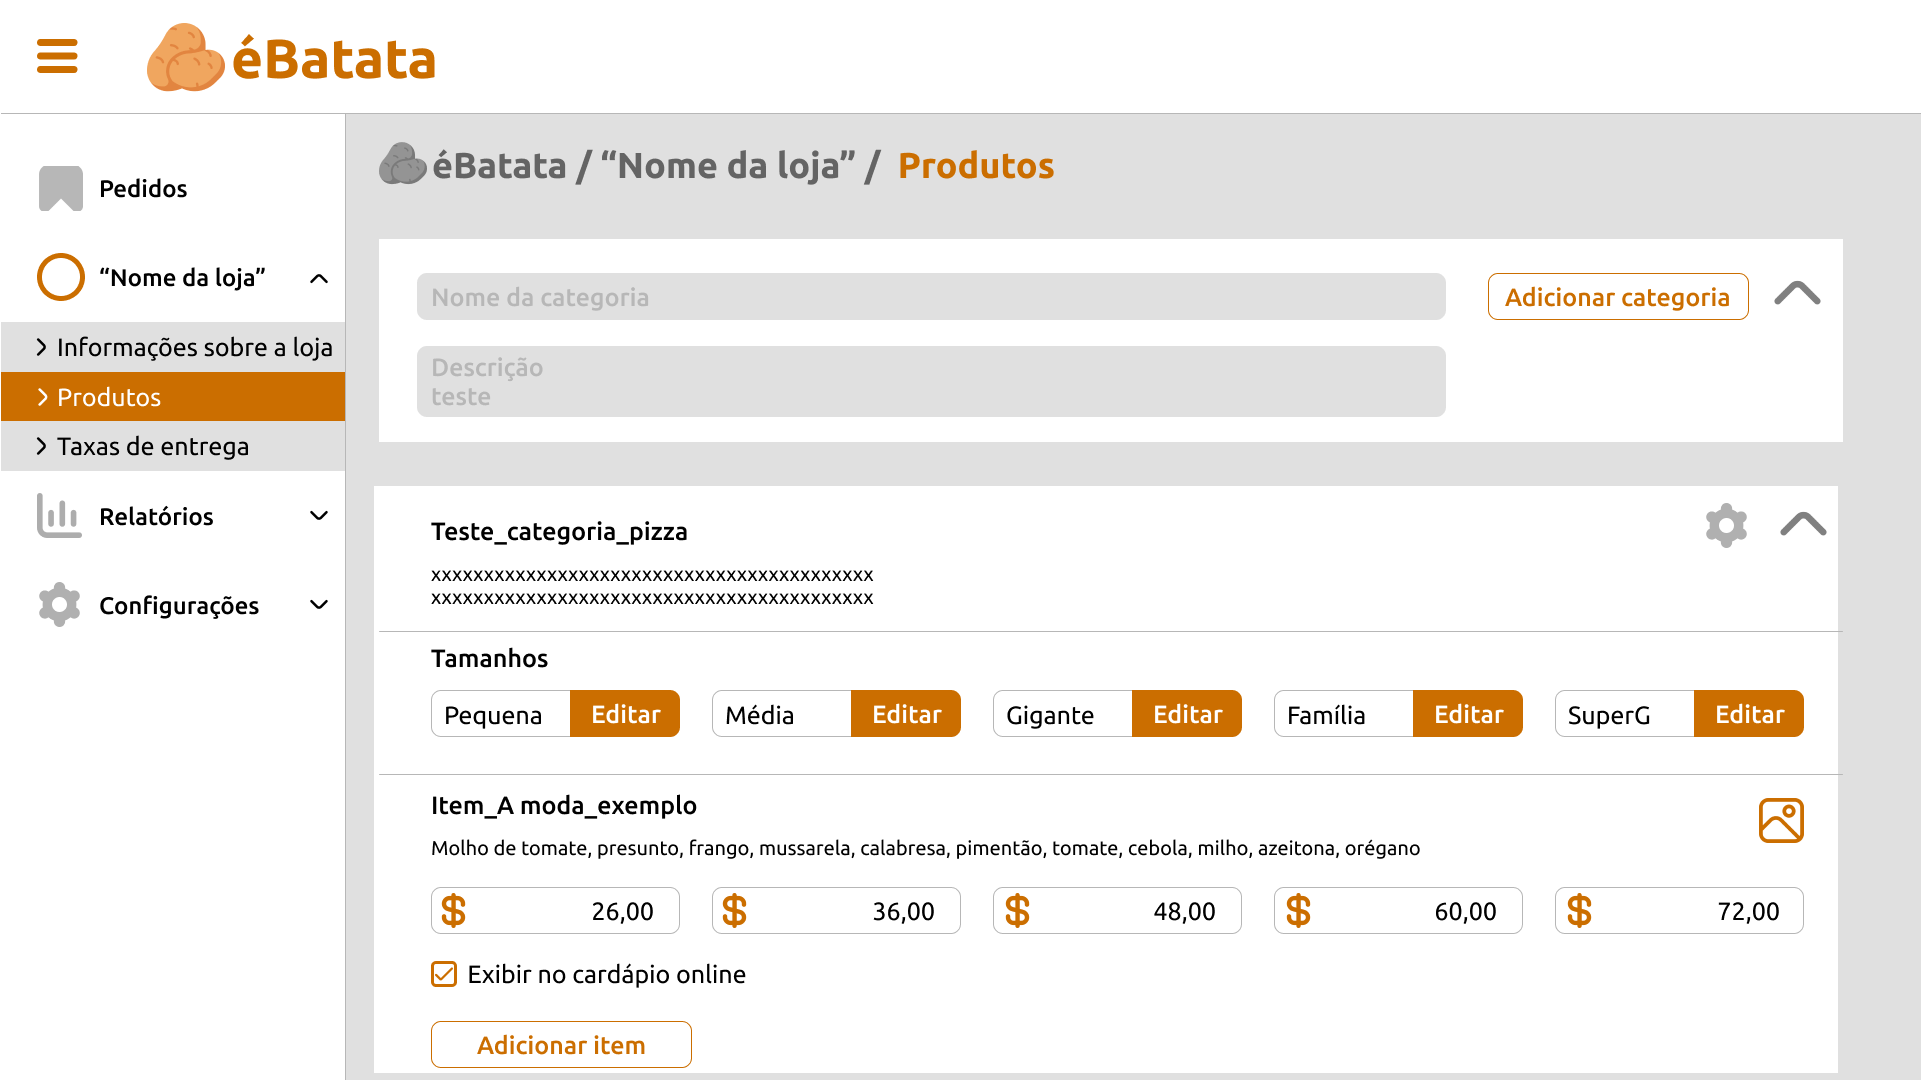 éBatata
Pedidos
“Nome da loja”
Informações sobre a loja
Produtos
Taxas de entrega
Relatórios
Configurações
éBatata / “Nome da loja” / Produtos
Nome da categoria
Adicionar categoria
Descrição
teste
Teste_categoria_pizza
xxxxxxxxxxxxxxxxxxxxxxxxxxxxxxxxxxxxxxxxxx
xxxxxxxxxxxxxxxxxxxxxxxxxxxxxxxxxxxxxxxxxx
Tamanhos
Pequena Editar Média Editar Gigante Editar Família Editar SuperG Editar
Item_A moda_exemplo
Molho de tomate, presunto, frango, mussarela, calabresa, pimentão, tomate, cebola, milho, azeitona, orégano
$ 26,00 $ 36,00 $ 48,00 $ 60,00 $ 72,00
Exibir no cardápio online
Adicionar item